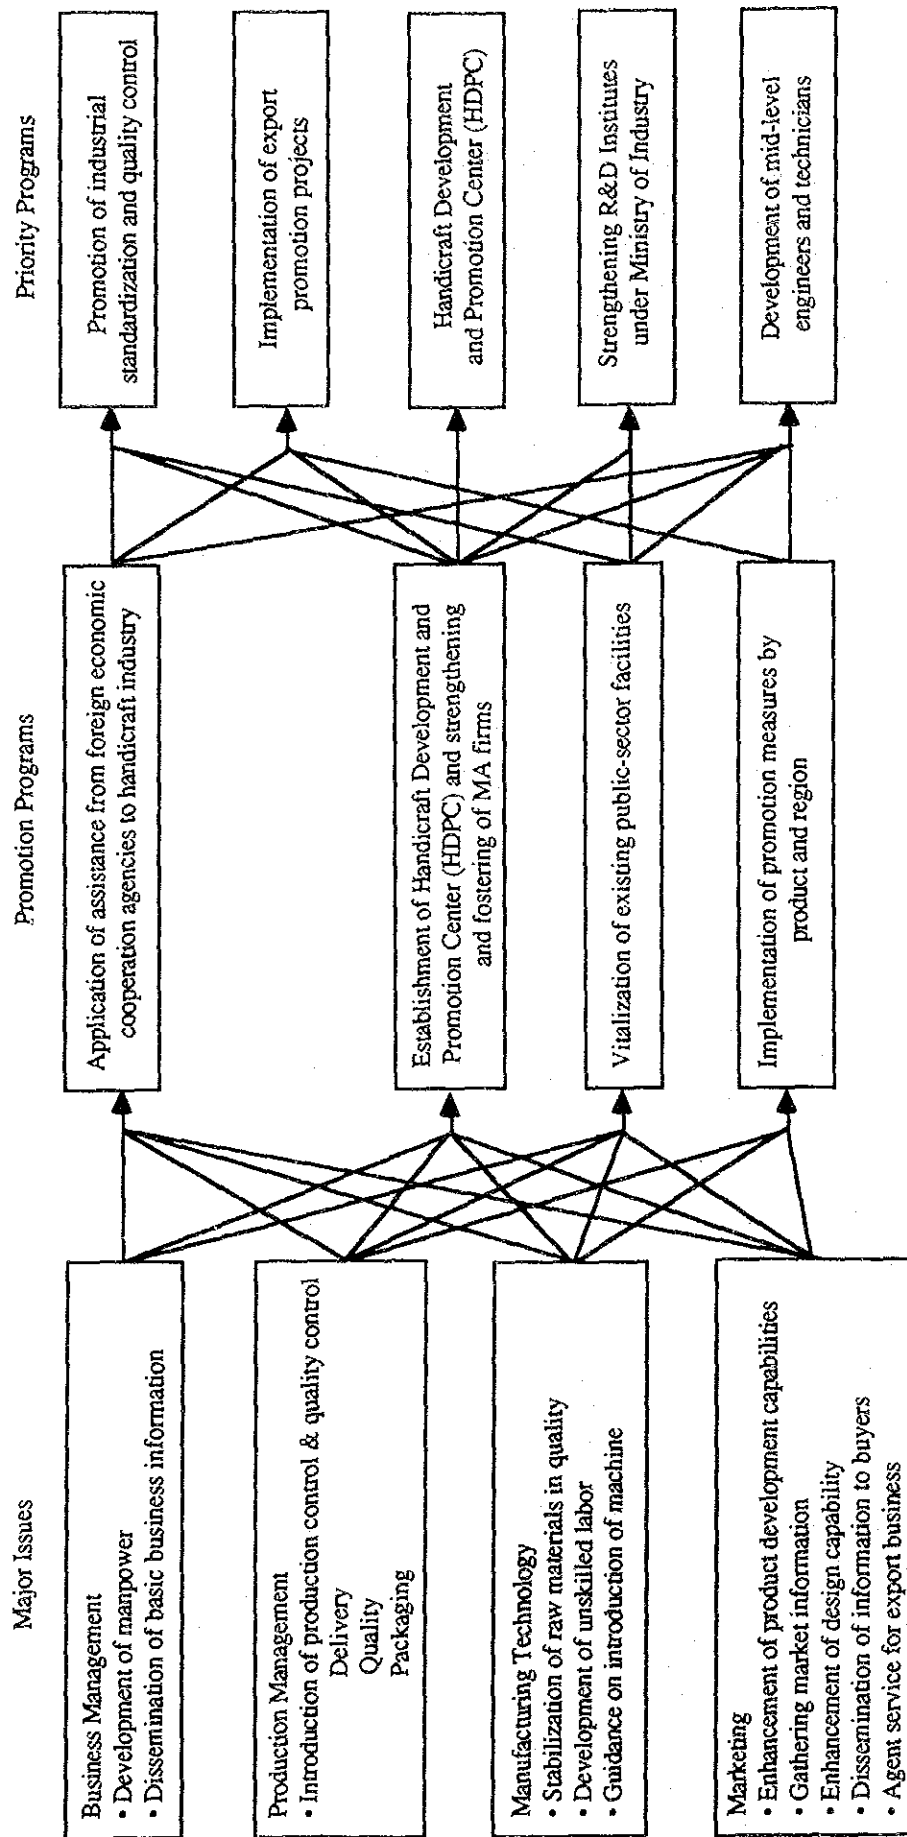 Major Issues
Business Management
• Development of manpower
• Dissemination of basic business information
Production Management
• Introduction of production control & quality control
Delivery
Quality
Packaging
Manufacturing Technology
• Stabilization of raw materials in quality
• Development of unskilled labor
• Guidance on introduction of machine
Marketing
• Enhancement of product development capabilities
• Gathering market information
• Enhancement of design capability
• Dissemination of information to buyers
• Agent service for export business
Promotion Programs
Application of assistance from foreign economic
cooperation agencies to handicraft industry
Establishment of Handicraft Development and
Promotion Center (HDPC) and strengthening
and fostering of MA firms
Vitalization of existing public-sector facilities
Implementation of promotion measures by
product and region
Priority Programs
Promotion of industrial
standardization and quality control
Implementation of export
promotion projects
Handicraft Development
and Promotion Center (HDPC)
Strengthening R&D Institutes
under Ministry of Industry
Development of mid-level
engineers and technicians